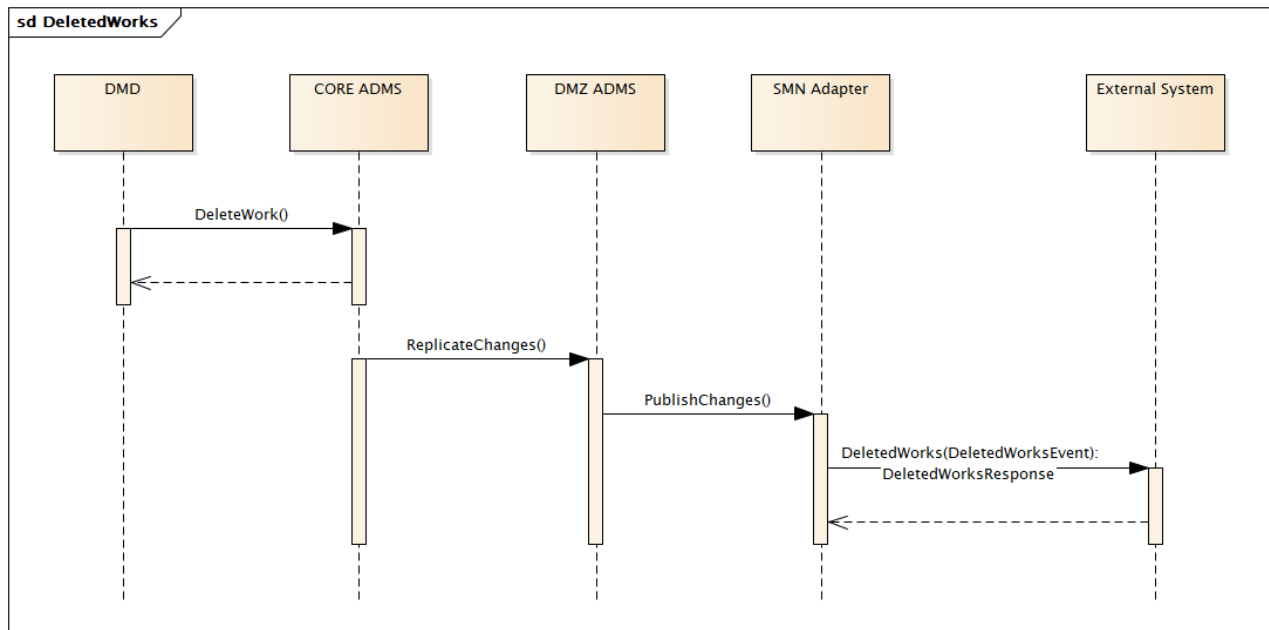 sd DeletedWorks
DMD
CORE ADMS
DMZ ADMS
SMN Adapter
External System
DeleteWork()
ReplicateChanges()
PublishChanges()
DeletedWorks(DeletedWorksEvent):
DeletedWorksResponse